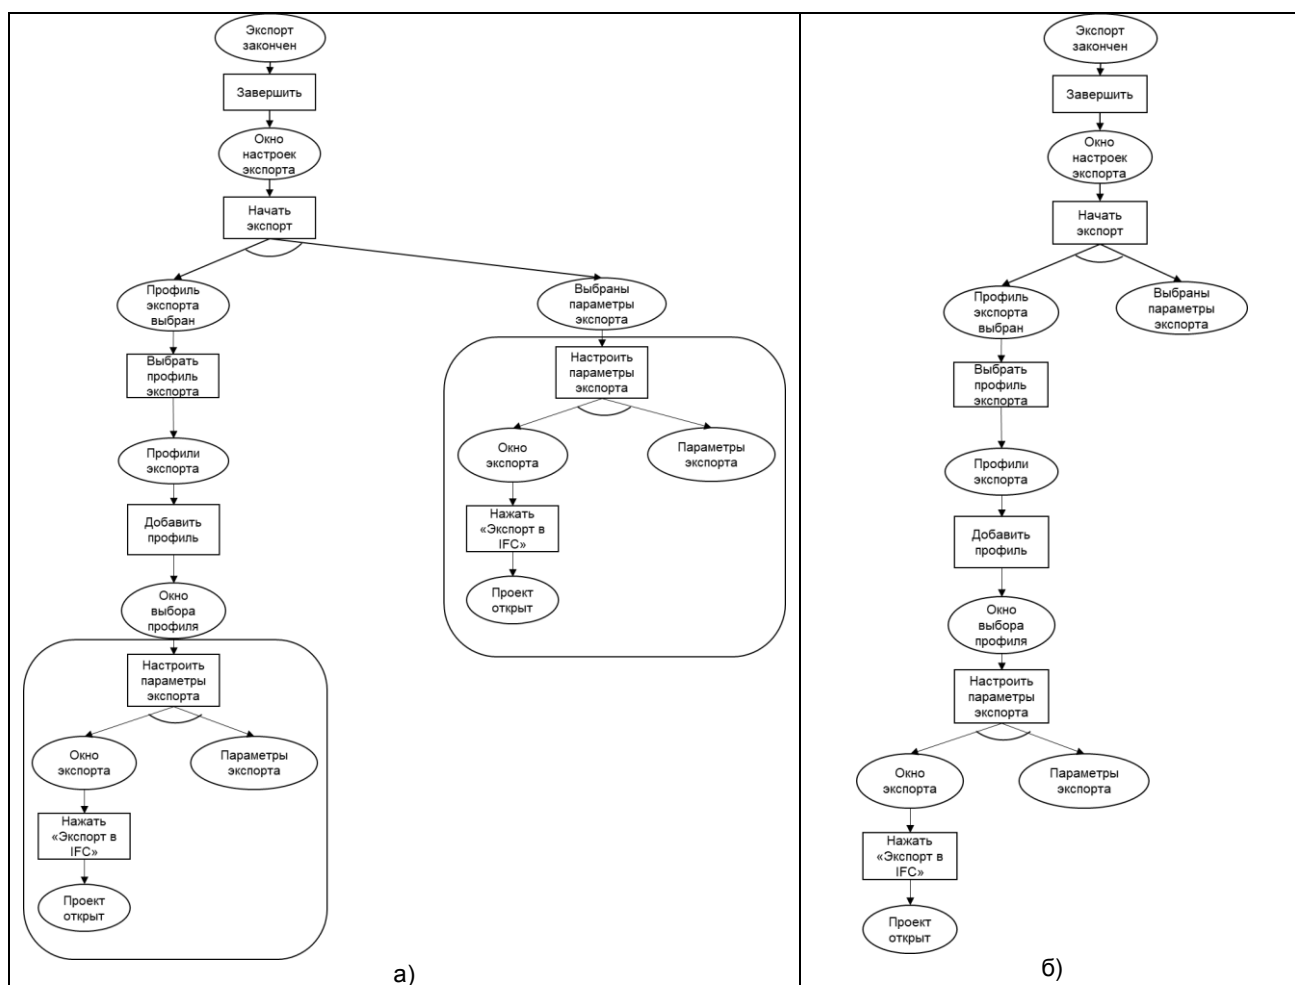 Экспорт
закончен
Завершить
Окно
настроек
экспорта
Начать
экспорт
Профиль
экспорта
выбран
Выбраны
параметры
экспорта
Выбрать
профиль
экспорта
Настроить
параметры
экспорта
Профили
экспорта
Окно
экспорта
Параметры
экспорта
Добавить
профиль
Нажать
«Экспорт в
IFC»
Окно
выбора
профиля
Проект
открыт
Настроить
параметры
экспорта
Окно
экспорта
Параметры
экспорта
Нажать
«Экспорт в
IFC»
Проект
открыт
а)
Экспорт
закончен
Завершить
Окно
настроек
экспорта
Начать
экспорт
Профиль
экспорта
выбран
Выбраны
параметры
экспорта
Выбрать
профиль
экспорта
Профили
экспорта
Добавить
профиль
Окно
выбора
профиля
Настроить
параметры
экспорта
Окно
экспорта
Параметры
экспорта
Нажать
«Экспорт в
IFC»
Проект
открыт
б)